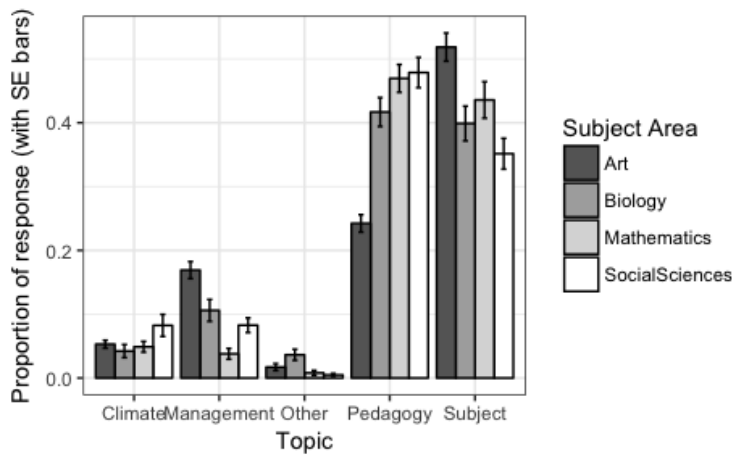 Proportion of response (with SE bars)
0.4
0.2
0.0
Climate Management Other Pedagogy Subject
Topic
Subject Area
Art
Biology
Mathematics
SocialSciences